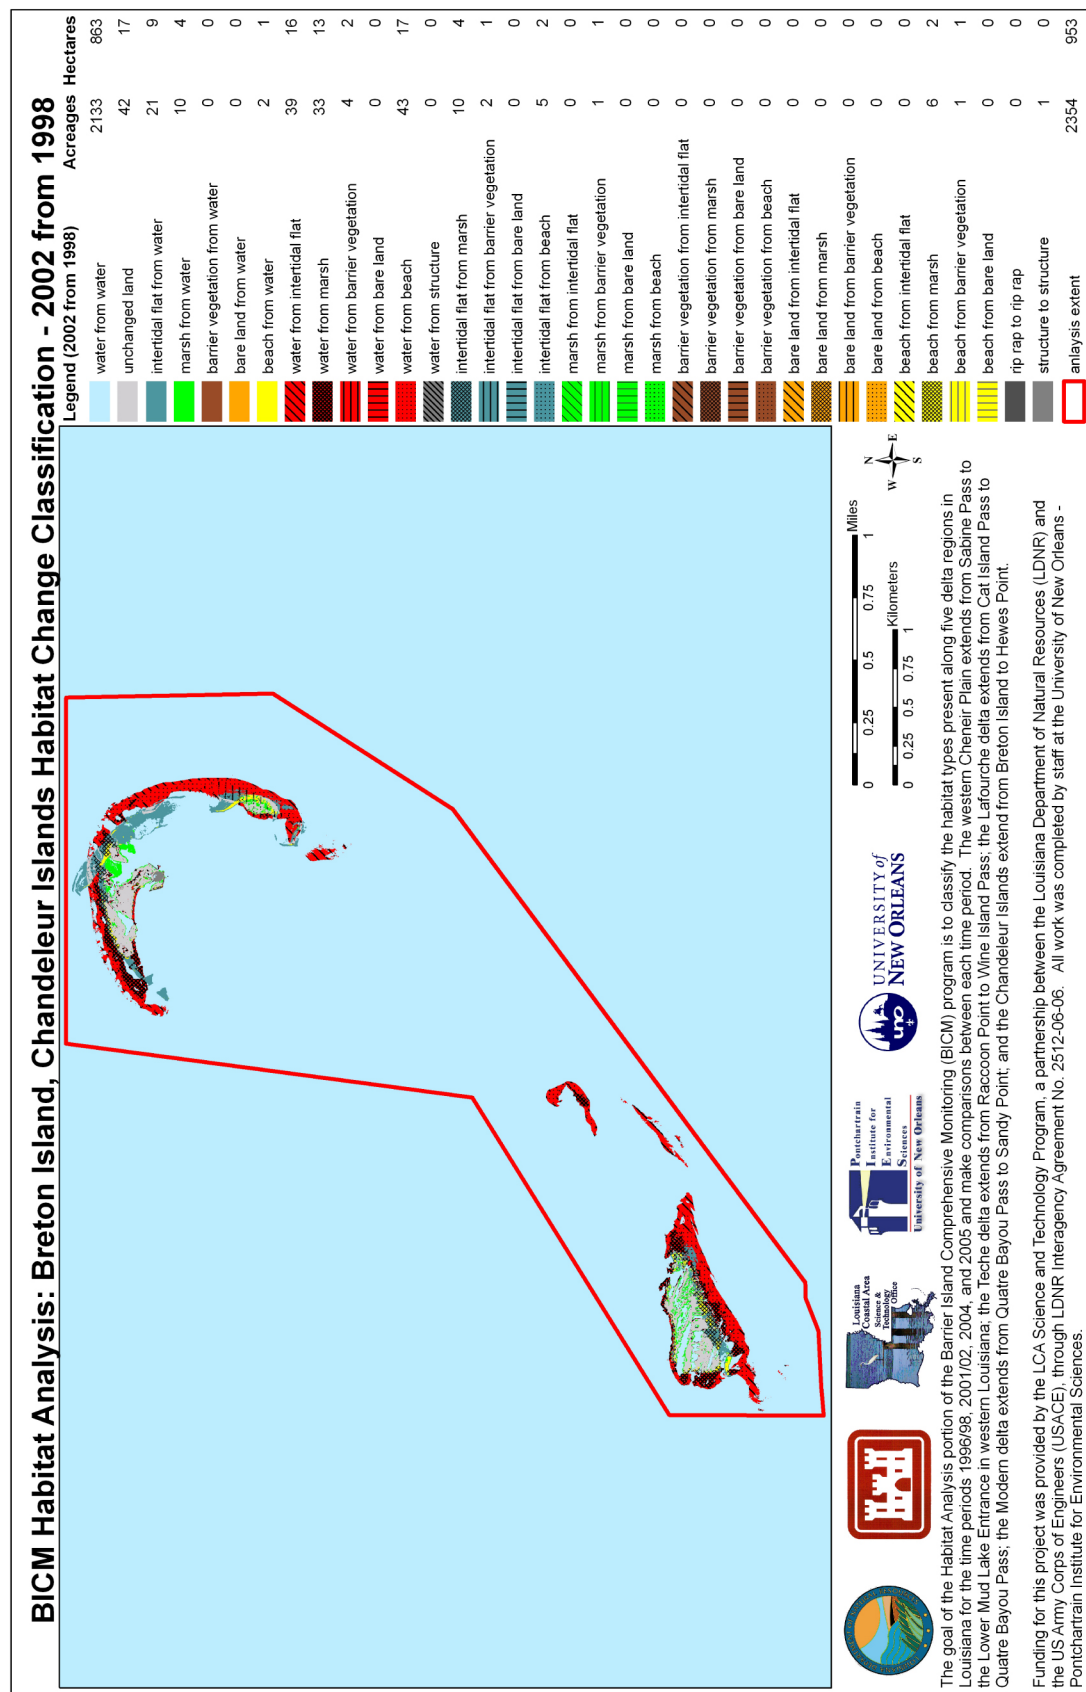 BICM Habitat Analysis: Breton Island, Chandeleur Islands Habitat Change Classification - 2002 from 1998
Legend (2002 from 1998) Acreages Hectares
water from water 2133 863
unchanged land 42 17
intertidal flat from water 21 9
marsh from water 10 4
barrier vegetation from water 0 0
bare land from water 0 0
beach from water 2 1
water from intertidal flat 39 16
water from marsh 33 13
water from barrier vegetation 4 2
water from bare land 0 0
water from beach 43 17
water from structure 0 0
intertidal flat from marsh 10 4
intertidal flat from barrier vegetation 2 1
intertidal flat from bare land 0 0
intertidal flat from beach 5 2
marsh from intertidal flat 0 0
marsh from barrier vegetation 1 1
marsh from bare land 0 0
marsh from beach 0 0
barrier vegetation from intertidal flat 0 0
barrier vegetation from marsh 0 0
barrier vegetation from bare land 0 0
barrier vegetation from beach 0 0
bare land from intertidal flat 0 0
bare land from marsh 0 0
bare land from barrier vegetation 0 0
bare land from beach 0 0
beach from intertidal flat 0 0
beach from marsh 6 2
beach from barrier vegetation 1 1
beach from bare land 0 0
rip rap to rip rap 0 0
structure to structure 1 0
anlaysis extent 2354 953
0 0.25 0.5 0.75 1 Miles
0 0.25 0.5 0.75 1 Kilometers
N
W E
S
Louisiana
Coastal Area
Science &
Technology
Office
Pontchartrain
Institute for
Environmental
Sciences
University of New Orleans
uno
UNIVERSITY of
NEW ORLEANS
The goal of the Habitat Analysis portion of the Barrier Island Comprehensive Monitoring (BICM) program is to classify the habitat types present along five delta regions in
Louisiana for the time periods 1996/98, 2001/02, 2004, and 2005 and make comparisons between each time period. The western Cheneir Plain extends from Sabine Pass to
the Lower Mud Lake Entrance in western Louisiana; the Teche delta extends from Raccoon Point to Wine Island Pass; the Lafourche delta extends from Cat Island Pass to
Quatre Bayou Pass; the Modern delta extends from Quatre Bayou Pass to Sandy Point; and the Chandeleur Islands extend from Breton Island to Hewes Point.
Funding for this project was provided by the LCA Science and Technology Program, a partnership between the Louisiana Department of Natural Resources (LDNR) and
the US Army Corps of Engineers (USACE), through LDNR Interagency Agreement No. 2512-06-06. All work was completed by staff at the University of New Orleans -
Pontchartrain Institute for Environmental Sciences.